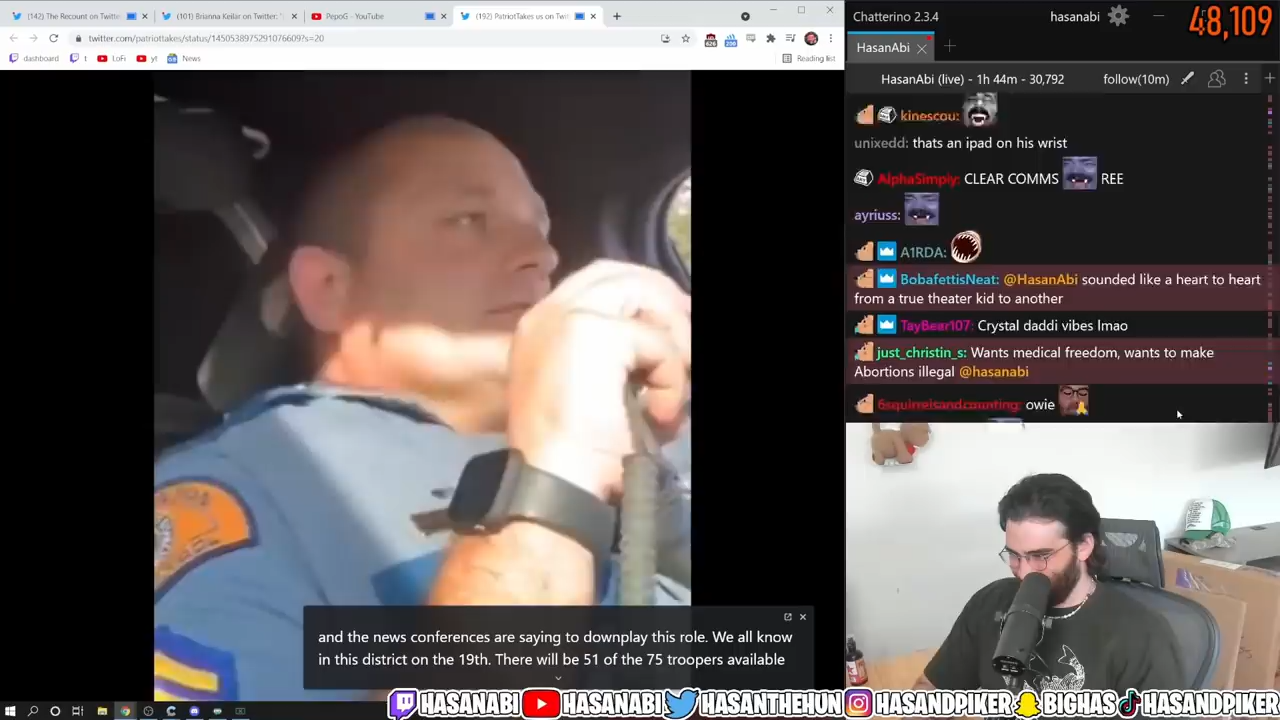 (142) The Recount on Twitte
(101) Brianna Keilar on Twitter: "
PepoG - YouTube
(192) PatriotTakes us on Twitt
twitter.com/patriottakes/status/1450538975291076609?s=20
dashboard
t
LoFi
yt
News
Reading list
and the news conferences are saying to downplay this role. We all know
in this district on the 19th. There will be 51 of the 75 troopers available
Chatterino 2.3.4
hasanabi
48,109
HasanAbi
HasanAbi (live) - 1h 44m - 30,792
follow(10m)
kinescou:
unixedd: thats an ipad on his wrist
AlphaSimpiy: CLEAR COMMS REE
ayriuss:
A1RDA:
BobafettisNeat: @HasanAbi sounded like a heart to heart
from a true theater kid to another
TayBear107: Crystal daddi vibes lmao
just_christin_s: Wants medical freedom, wants to make
Abortions illegal @hasanabi
6squirrelsandcounting: owie
HASANABI
HASANABI
HASANTHEHUN
HASANDPIKER
BIGHAS
HASANDPIKER